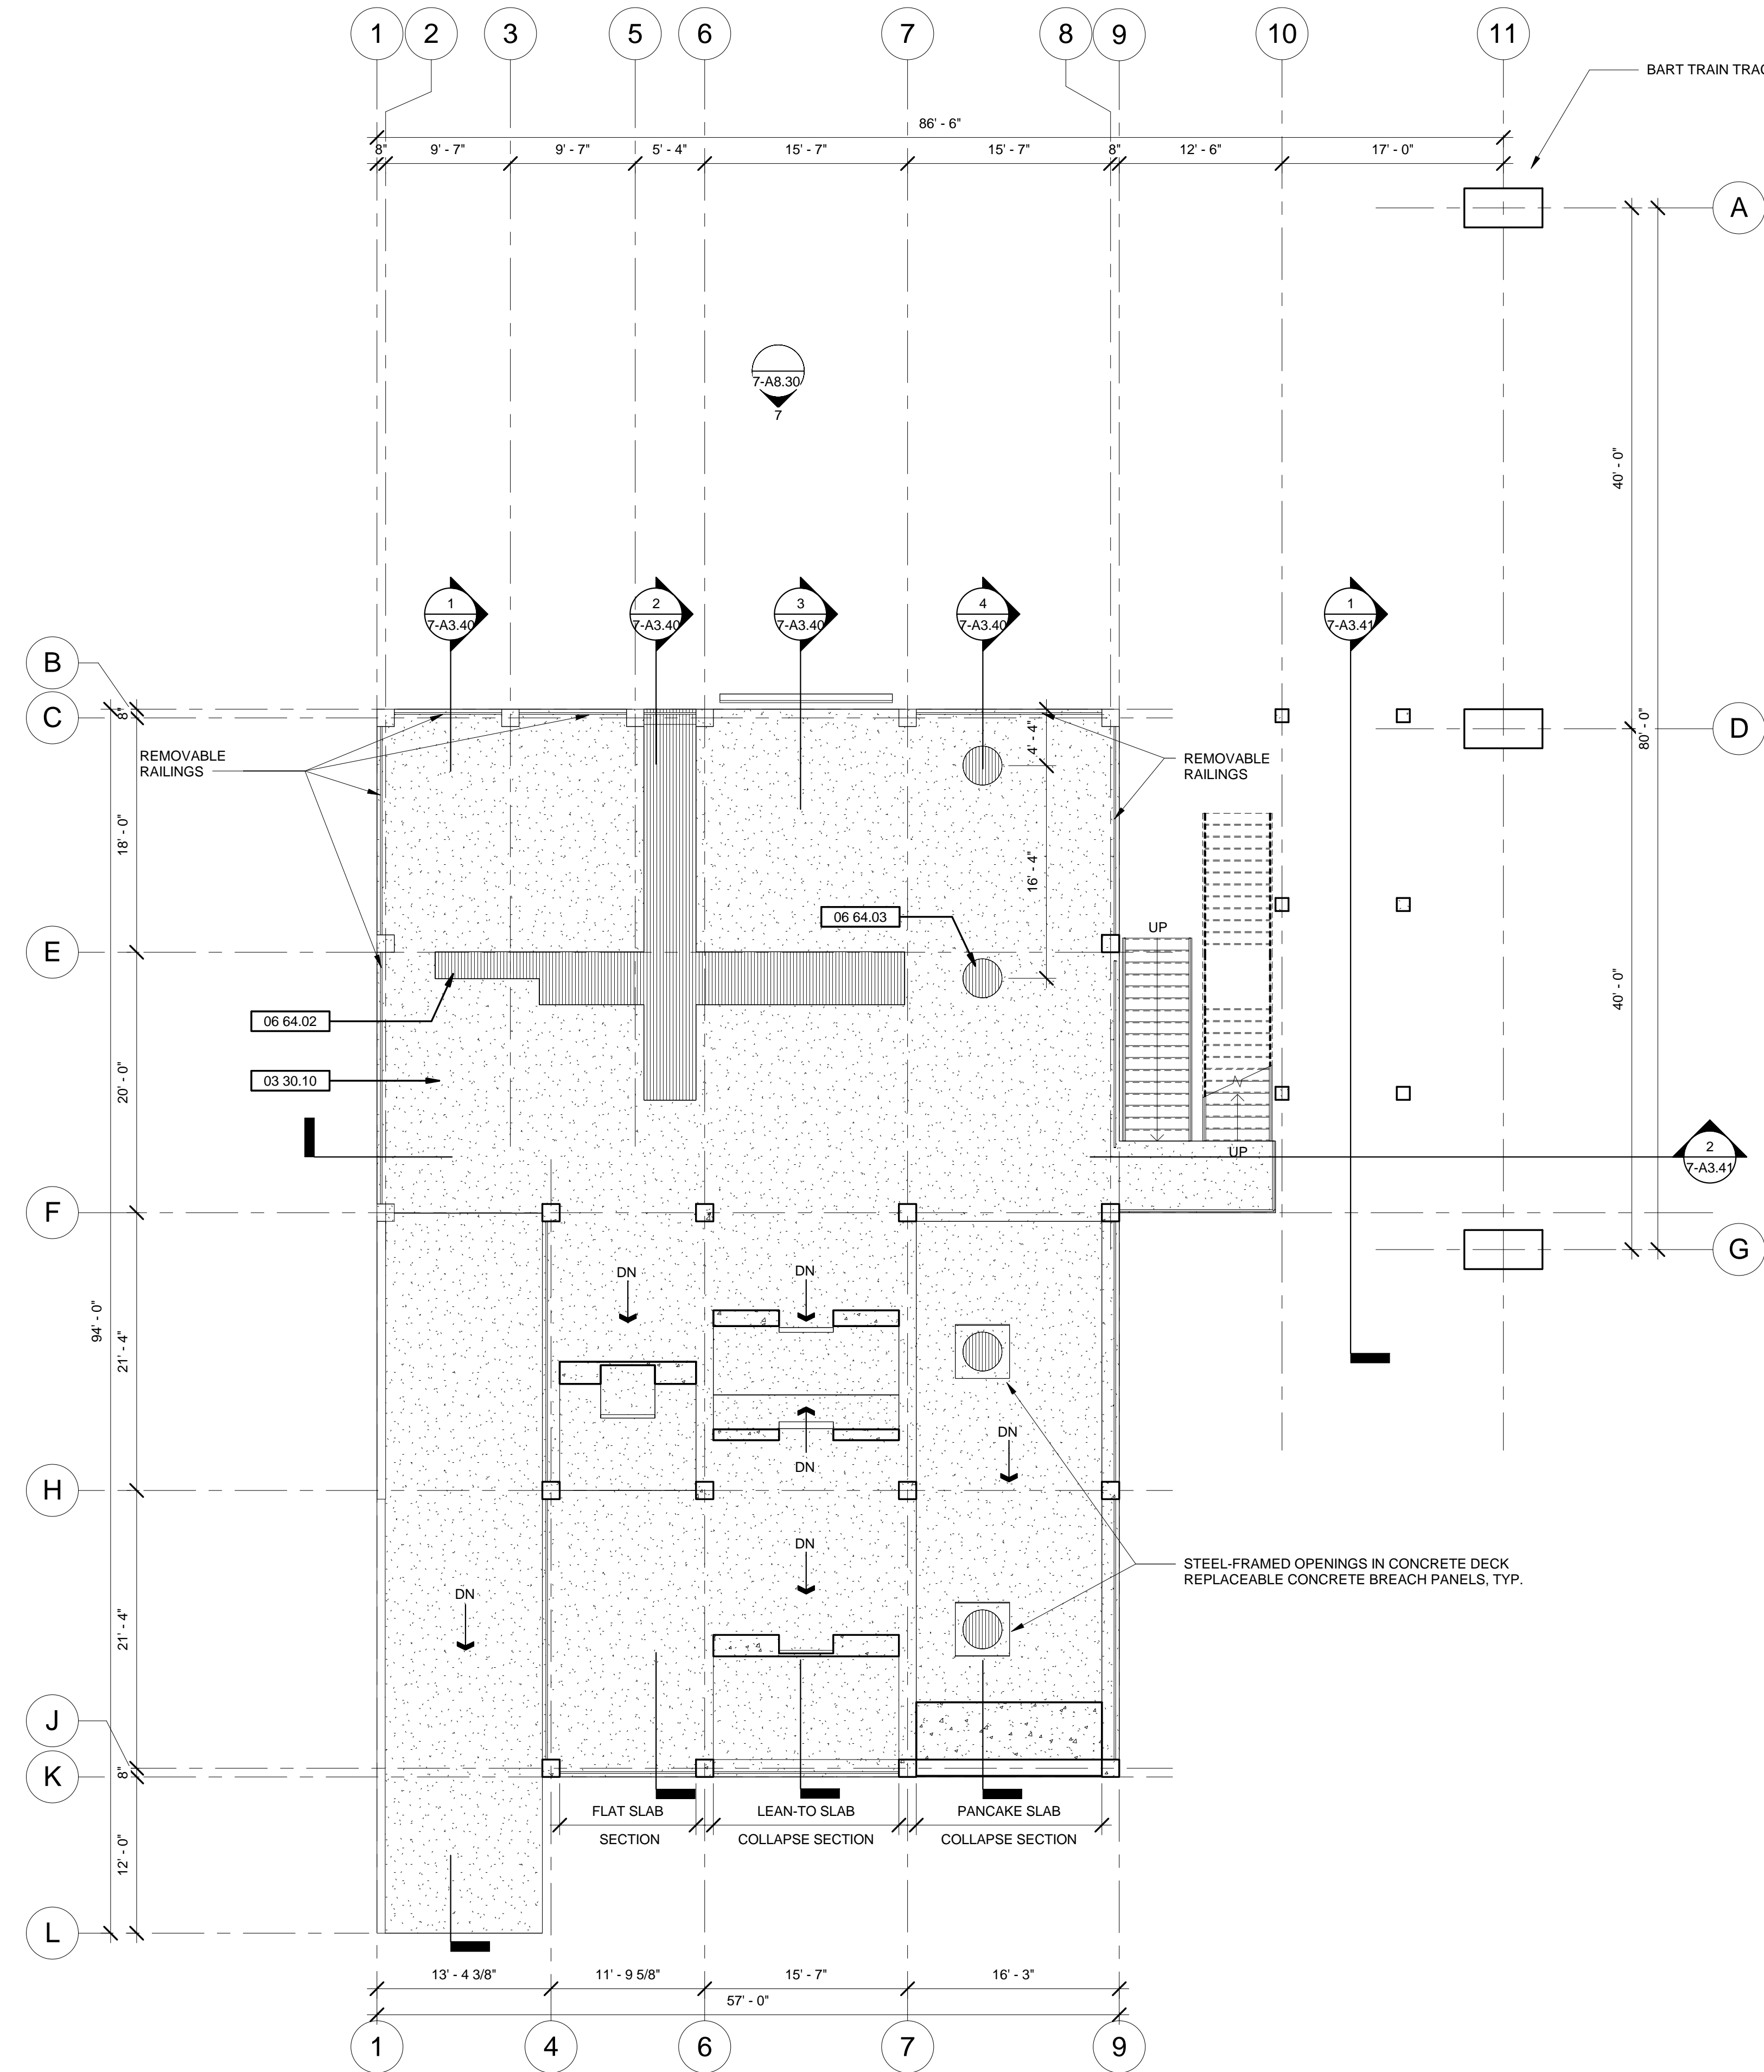 1
2
3
5
6
7
8
9
10
11
BART TRAIN
86' - 6"
8"
9' - 7"
9' - 7"
5' - 4"
15' - 7"
15' - 7"
8"
12' - 6"
17' - 0"
A
7-A8.30
7
40' - 0"
80' - 0"
1
7-A3.40
2
7-A3.40
3
7-A3.40
4
7-A3.40
1
7-A3.41
B
C
8"
D
REMOVABLE
RAILINGS
4' - 4"
REMOVABLE
RAILINGS
18' - 0"
16' - 4"
06 64.03
UP
E
40' - 0"
06 64.02
03 30.10
20' - 0"
UP
2
7-A3.41
F
G
DN
DN
94' - 0"
21' - 4"
DN
DN
H
DN
STEEL-FRAMED OPENINGS IN CONCRETE DECK
REPLACEABLE CONCRETE BREACH PANELS, TYP.
DN
21' - 4"
J
K
8"
FLAT SLAB
SECTION
LEAN-TO SLAB
COLLAPSE SECTION
PANCAKE SLAB
COLLAPSE SECTION
12' - 0"
L
13' - 4 3/8"
11' - 9 5/8"
15' - 7"
16' - 3"
57' - 0"
1
4
6
7
9